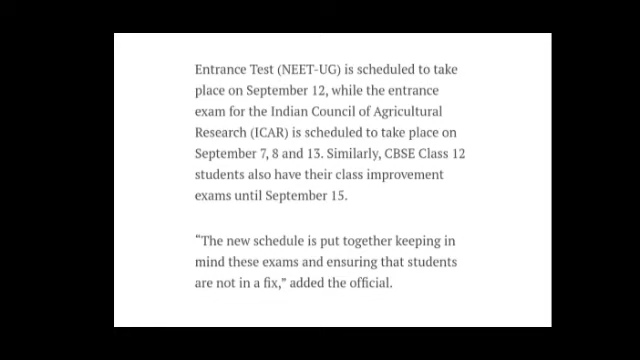 Entrance Test (NEET-UG) is scheduled to take
place on September 12, while the entrance
exam for the Indian Council of Agricultural
Research (ICAR) is scheduled to take place on
September 7, 8 and 13. Similarly, CBSE Class 12
students also have their class improvement
exams until September 15.
“The new schedule is put together keeping in
mind these exams and ensuring that students
are not in a fix,” added the official.